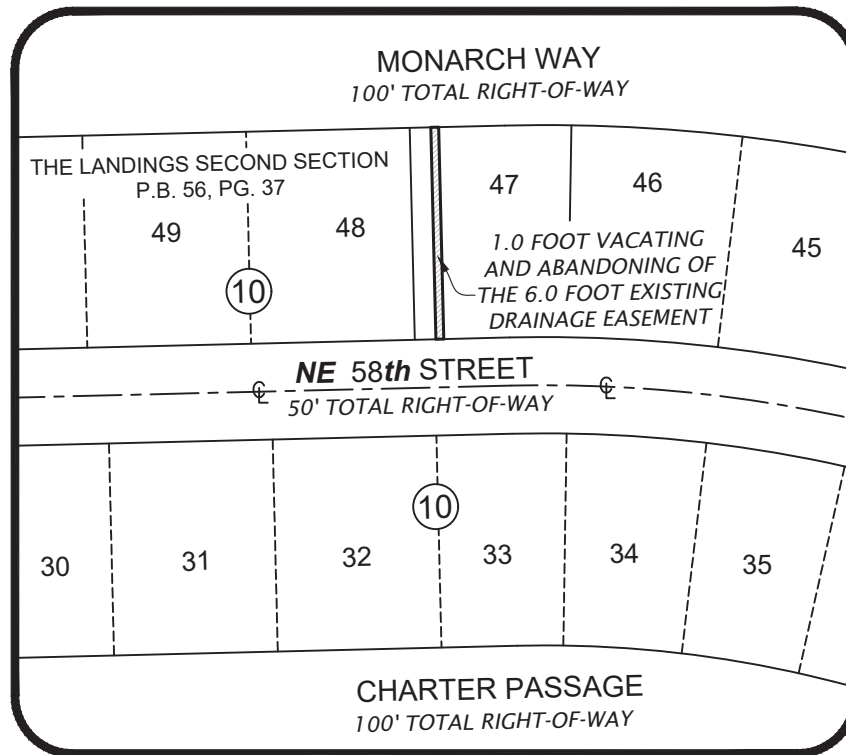 MONARCH WAY
100' TOTAL RIGHT-OF-WAY
THE LANDINGS SECOND SECTION
P.B. 56, PG. 37
49
48
47
46
45
10
1.0 FOOT VACATING
AND ABANDONING OF
THE 6.0 FOOT EXISTING
DRAINAGE EASEMENT
NE 58th STREET
℄
℄
50' TOTAL RIGHT-OF-WAY
10
30
31
32
33
34
35
CHARTER PASSAGE
100' TOTAL RIGHT-OF-WAY